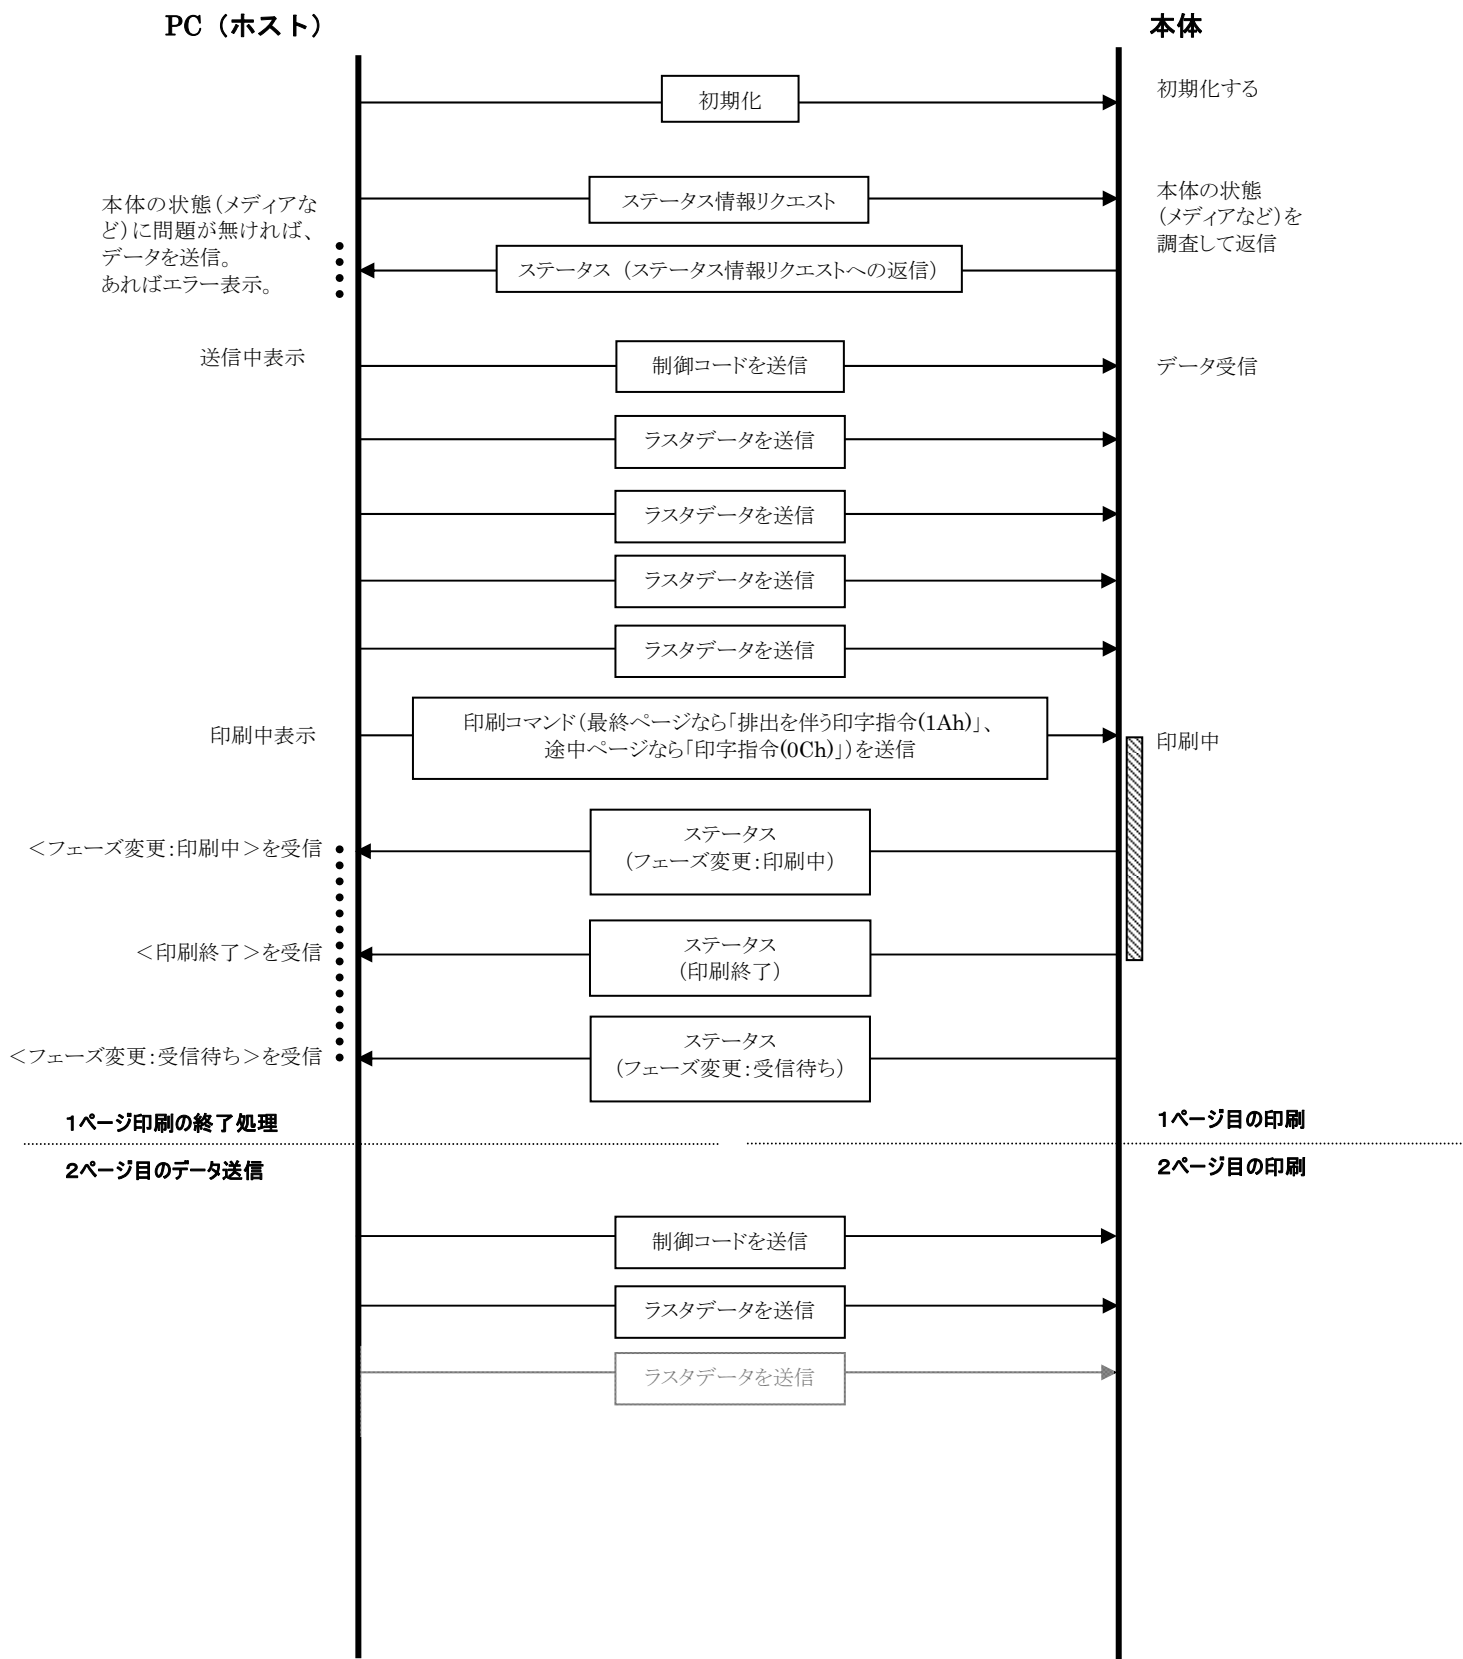 PC（ホスト）
本体
初期化
初期化する
本体の状態（メディアな
ど）に問題が無ければ、
データを送信。
あればエラー表示。
ステータス情報リクエスト
本体の状態
（メディアなど）を
調査して返信
ステータス（ステータス情報リクエストへの返信）
送信中表示
制御コードを送信
データ受信
ラスタデータを送信
ラスタデータを送信
ラスタデータを送信
ラスタデータを送信
印刷中表示
印刷コマンド（最終ページなら「排出を伴う印字指令(1Ah)」、
途中ページなら「印字指令(0Ch)」）を送信
印刷中
＜フェーズ変更：印刷中＞を受信
ステータス
（フェーズ変更：印刷中）
＜印刷終了＞を受信
ステータス
（印刷終了）
＜フェーズ変更：受信待ち＞を受信
ステータス
（フェーズ変更：受信待ち）
1ページ印刷の終了処理
1ページ目の印刷
2ページ目のデータ送信
2ページ目の印刷
制御コードを送信
ラスタデータを送信
ラスタデータを送信